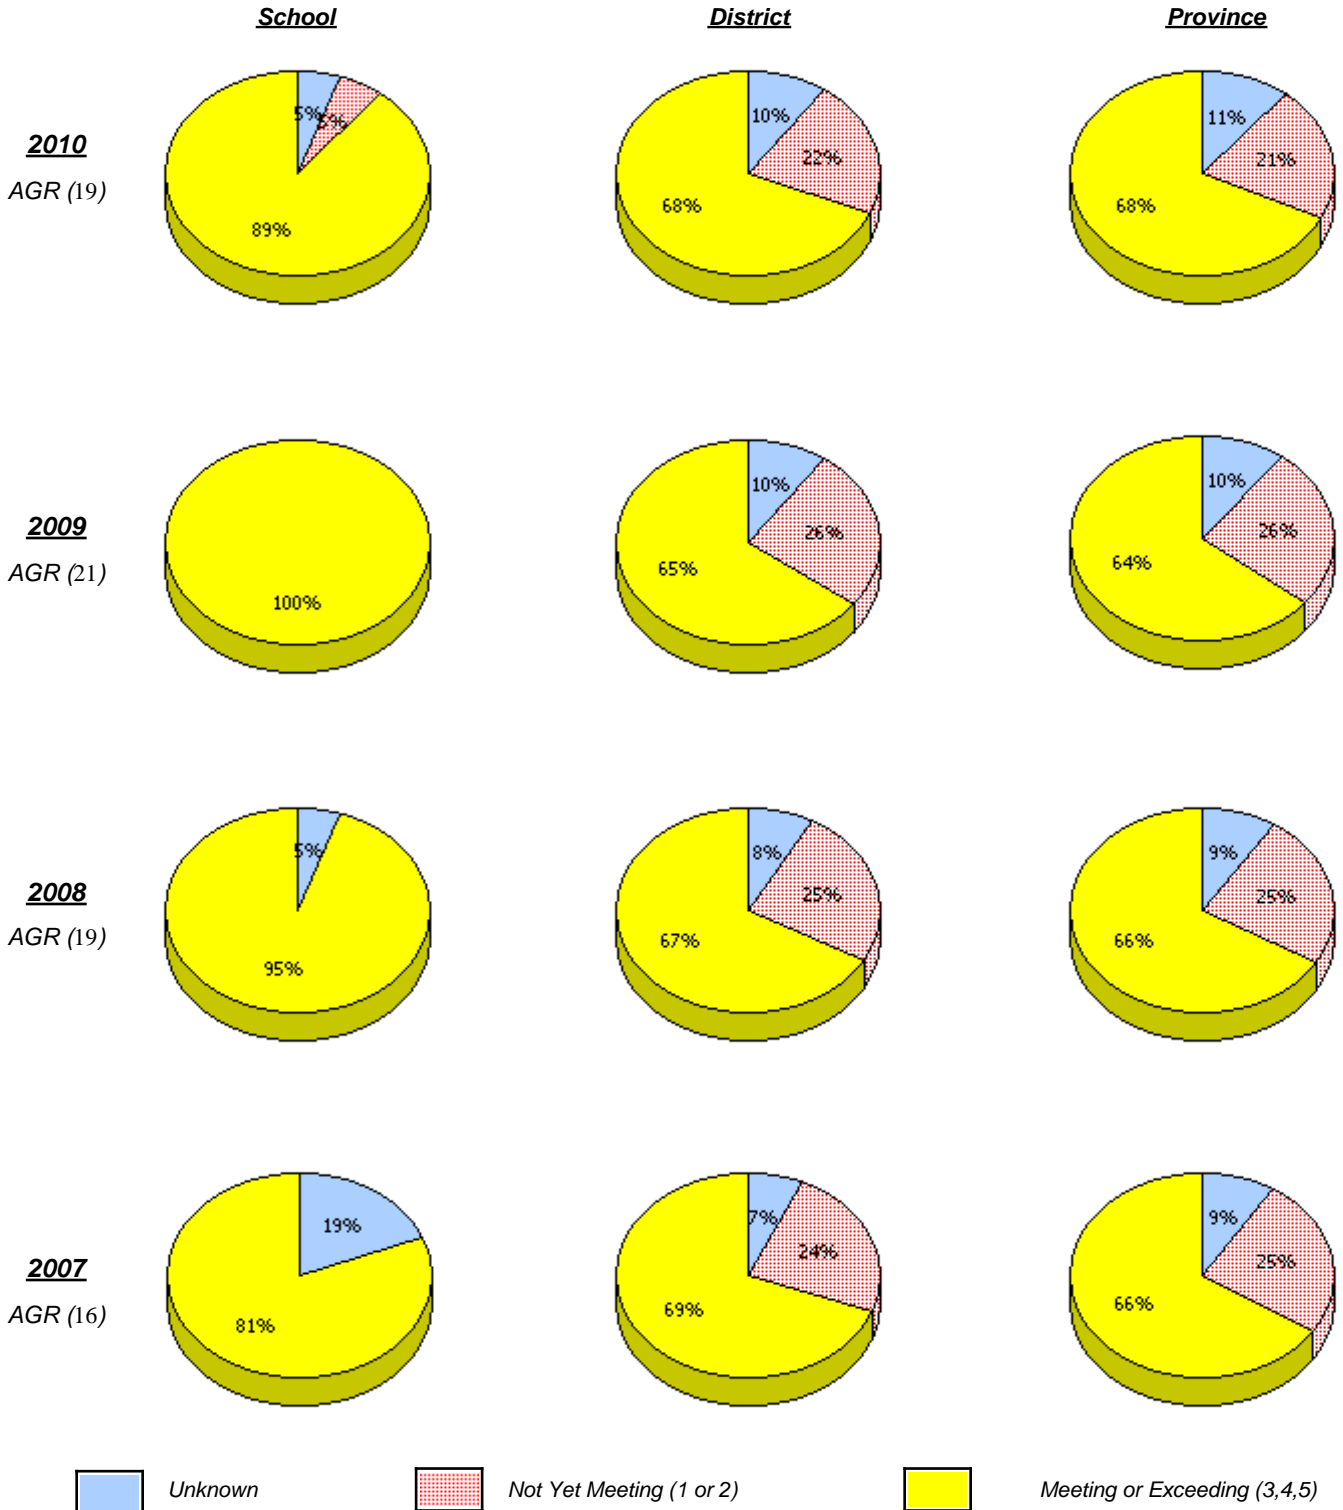 School District Province
2010
AGR (19)
5% 5% 89%
10% 22% 68%
11% 21% 68%
2009
AGR (21)
100%
10% 26% 65%
10% 26% 64%
2008
AGR (19)
5% 95%
8% 25% 67%
9% 25% 66%
2007
AGR (16)
19% 81%
7% 24% 69%
9% 25% 66%
Unknown Not Yet Meeting (1 or 2) Meeting or Exceeding (3,4,5)